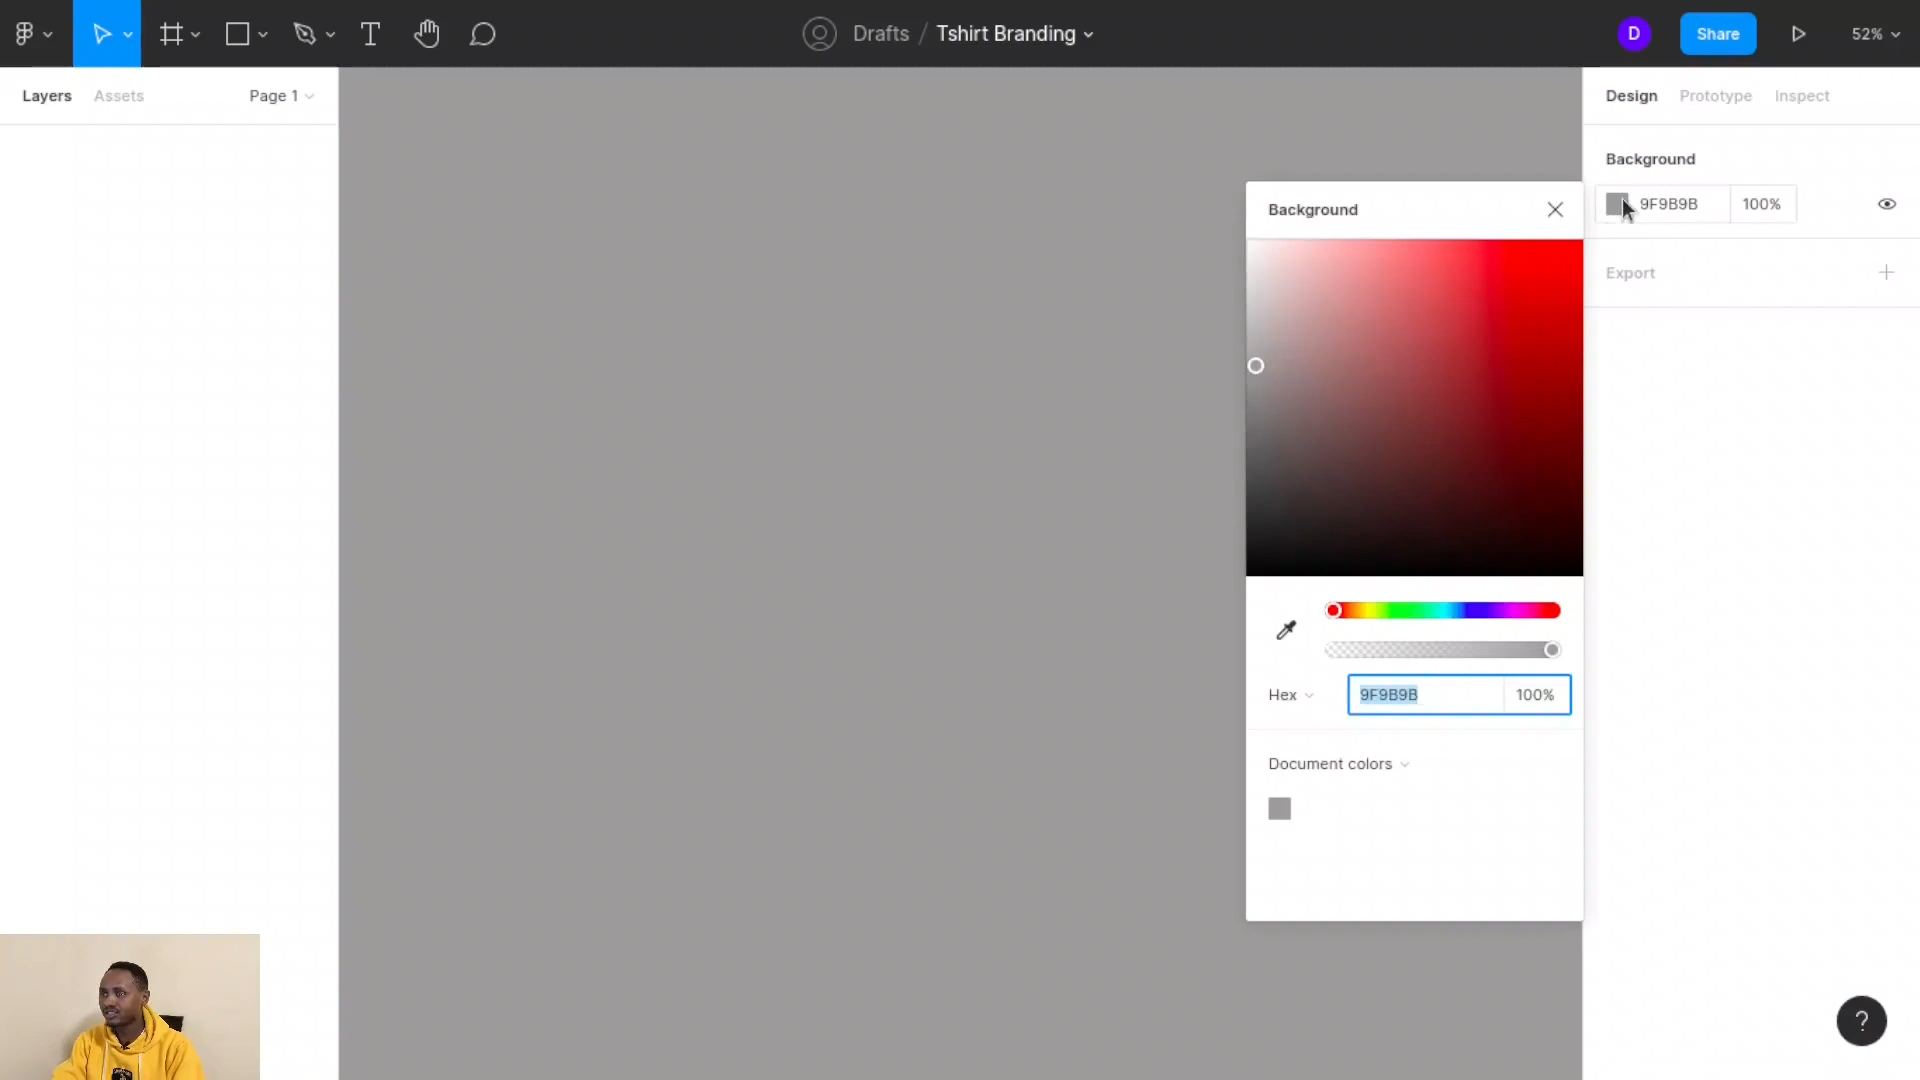 Drafts / Tshirt Branding
D
Share
52%
Layers
Assets
Page 1
Design
Prototype
Inspect
Background
9F9B9B
100%
Export
Background
Hex
9F9B9B
100%
Document colors
?